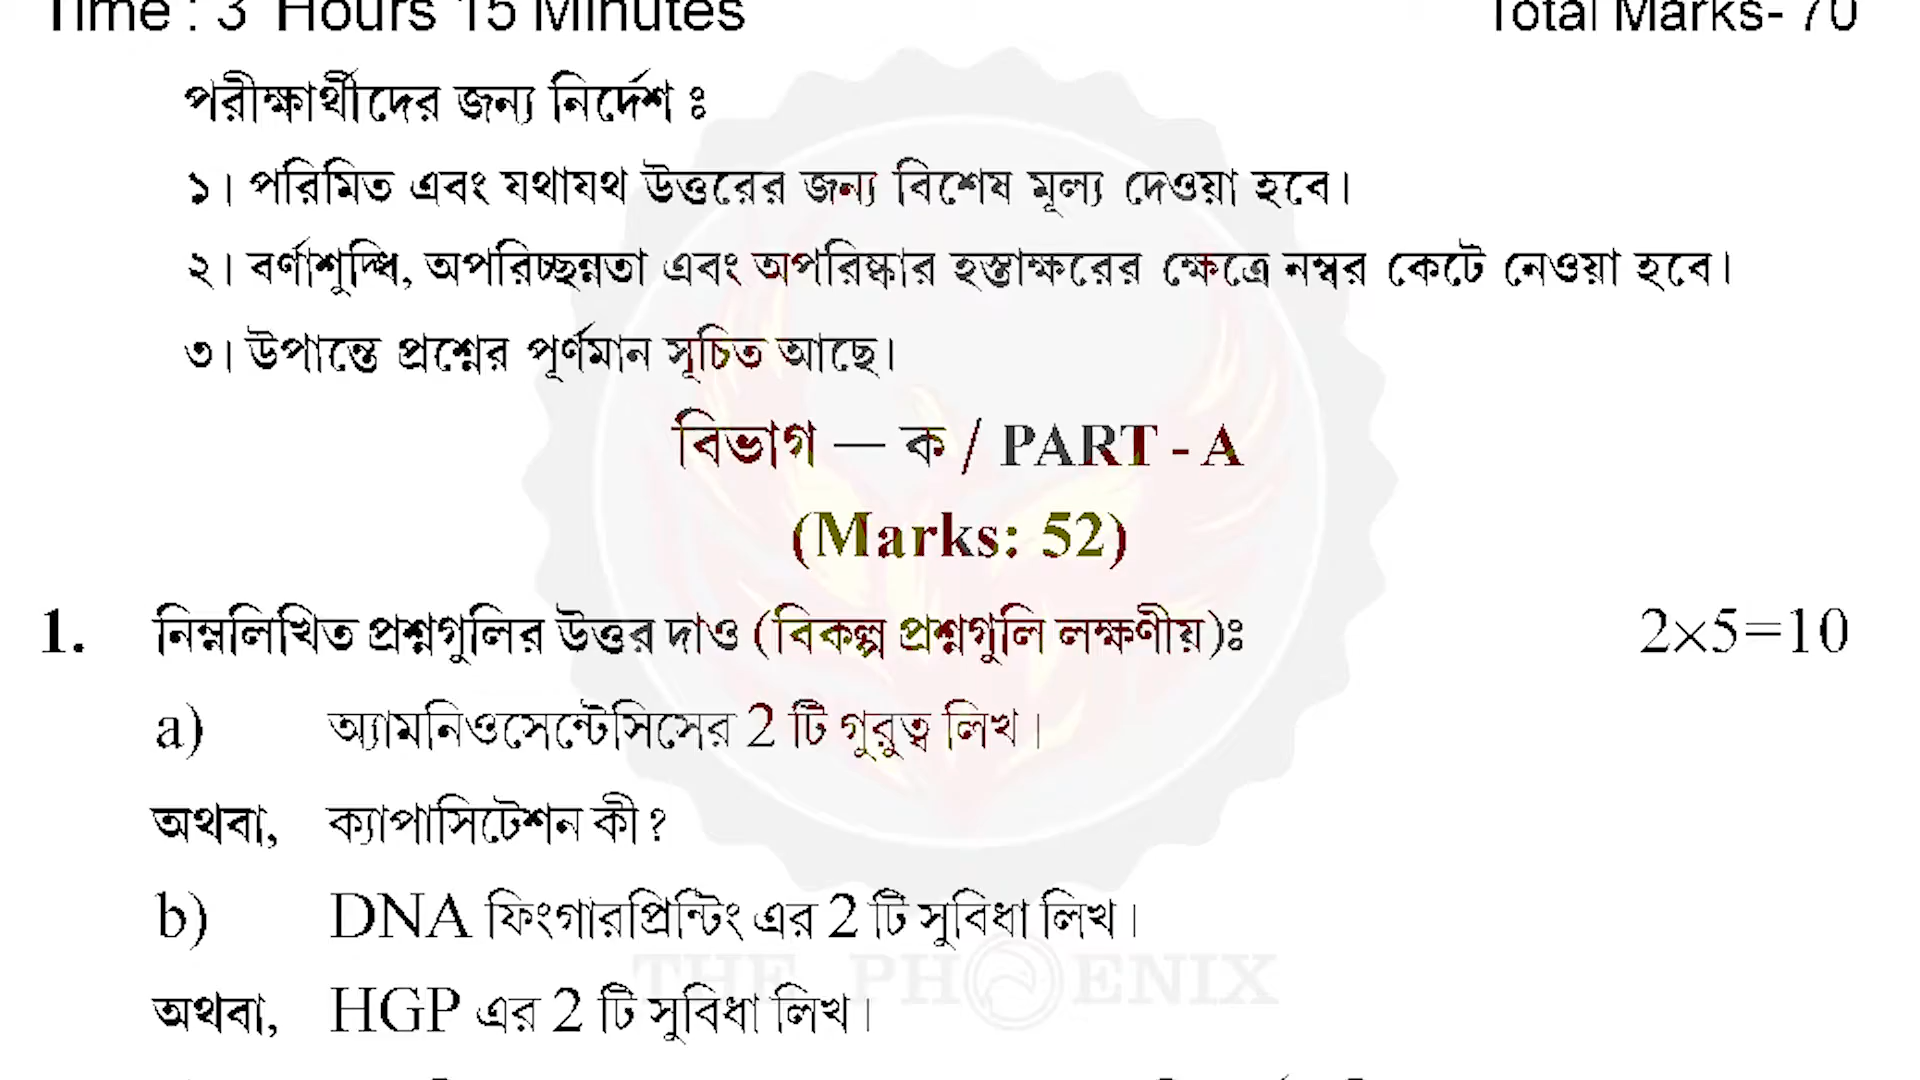 Time : 3 Hours 15 Minutes Total Marks- 70
পরীক্ষার্থীদের জন্য নির্দেশ ঃ
১। পরিমিত এবং যথাযথ উত্তরের জন্য বিশেষ মূল্য দেওয়া হবে।
২। বর্ণাশুদ্ধি, অপরিচ্ছন্নতা এবং অপরিষ্কার হস্তাক্ষরের ক্ষেত্রে নম্বর কেটে নেওয়া হবে।
৩। উপান্তে প্রশ্নের পূর্ণমান সূচিত আছে।
বিভাগ — ক / PART - A
(Marks: 52)
1. নিম্নলিখিত প্রশ্নগুলির উত্তর দাও (বিকল্প প্রশ্নগুলি লক্ষণীয়)ঃ 2×5=10
a) অ্যামনিওসেন্টেসিসের 2 টি গুরুত্ব লিখ।
অথবা, ক্যাপাসিটেশন কী?
b) DNA ফিংগারপ্রিন্টিং এর 2 টি সুবিধা লিখ।
THE PHOENIX
অথবা, HGP এর 2 টি সুবিধা লিখ।